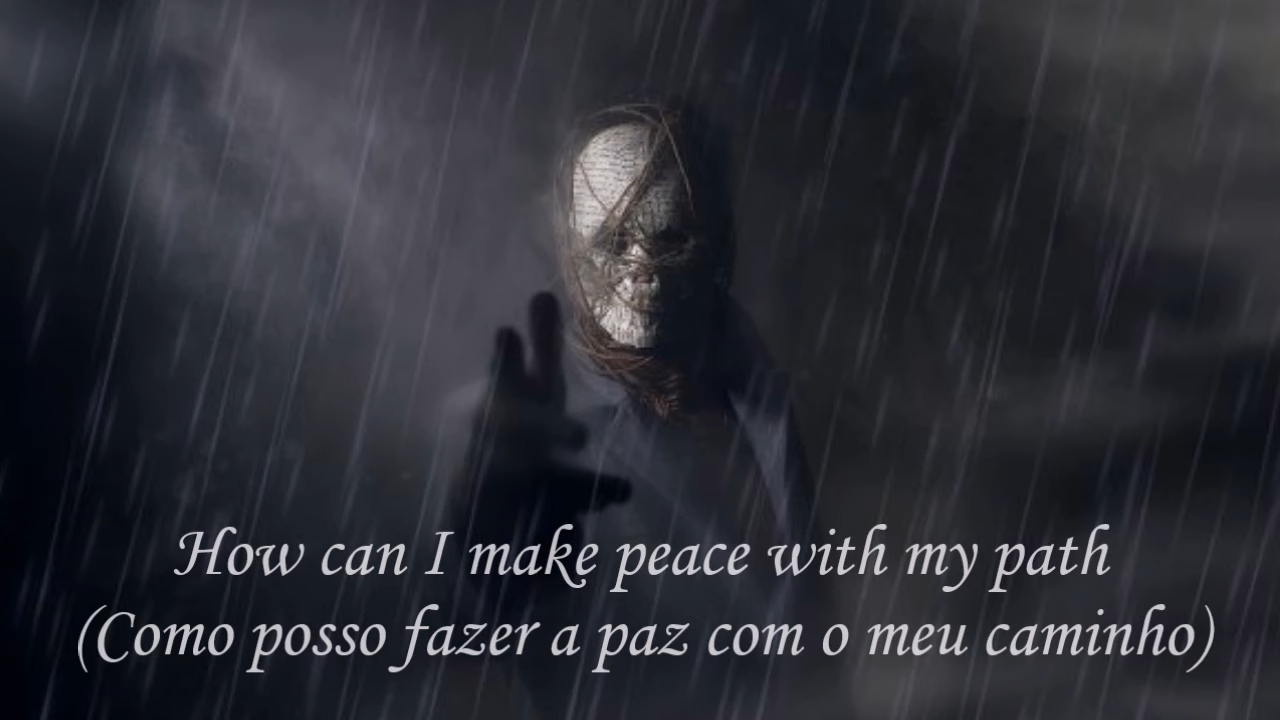 How can I make peace with my path
(Como posso fazer a paz com o meu caminho)